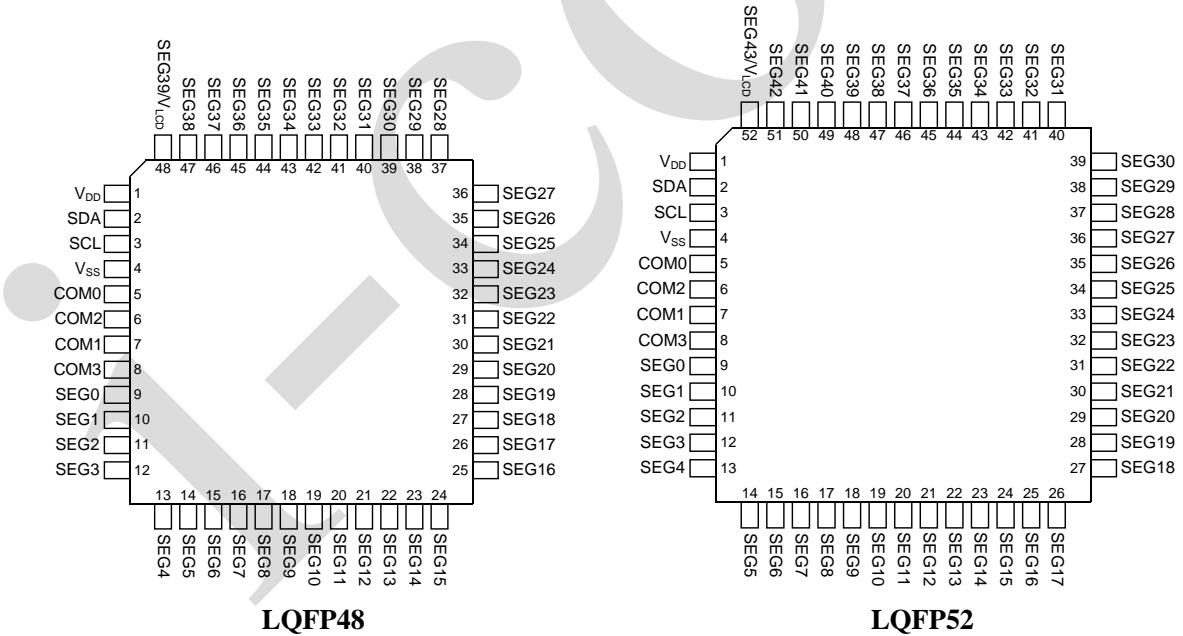 SEG39/VLCD SEG38 SEG37 SEG36 SEG35 SEG34 SEG33 SEG32 SEG31 SEG30 SEG29 SEG28
48 47 46 45 44 43 42 41 40 39 38 37
VDD 1 36 SEG27
SDA 2 35 SEG26
SCL 3 34 SEG25
VSS 4 33 SEG24
COM0 5 32 SEG23
COM2 6 31 SEG22
COM1 7 30 SEG21
COM3 8 29 SEG20
SEG0 9 28 SEG19
SEG1 10 27 SEG18
SEG2 11 26 SEG17
SEG3 12 25 SEG16
13 14 15 16 17 18 19 20 21 22 23 24
SEG4 SEG5 SEG6 SEG7 SEG8 SEG9 SEG10 SEG11 SEG12 SEG13 SEG14 SEG15
LQFP48
SEG43/VLCD SEG42 SEG41 SEG40 SEG39 SEG38 SEG37 SEG36 SEG35 SEG34 SEG33 SEG32 SEG31
52 51 50 49 48 47 46 45 44 43 42 41 40
VDD 1 39 SEG30
SDA 2 38 SEG29
SCL 3 37 SEG28
VSS 4 36 SEG27
COM0 5 35 SEG26
COM2 6 34 SEG25
COM1 7 33 SEG24
COM3 8 32 SEG23
SEG0 9 31 SEG22
SEG1 10 30 SEG21
SEG2 11 29 SEG20
SEG3 12 28 SEG19
SEG4 13 27 SEG18
14 15 16 17 18 19 20 21 22 23 24 25 26
SEG5 SEG6 SEG7 SEG8 SEG9 SEG10 SEG11 SEG12 SEG13 SEG14 SEG15 SEG16 SEG17
LQFP52